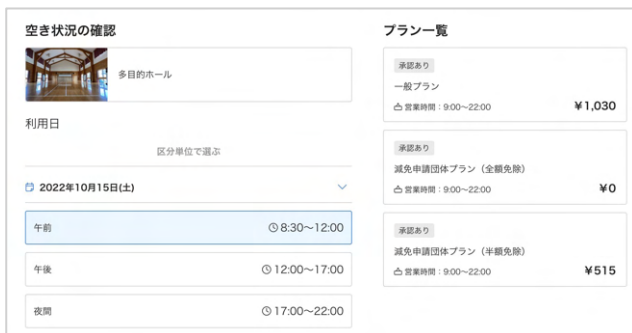 空き状況の確認
多目的ホール
利用日
区分単位で選ぶ
2022年10月15日(土)
午前 8:30〜12:00
午後 12:00〜17:00
夜間 17:00〜22:00
プラン一覧
承認あり
一般プラン
営業時間：9:00〜22:00 ¥1,030
承認あり
減免申請団体プラン（全額免除）
営業時間：9:00〜22:00 ¥0
承認あり
減免申請団体プラン（半額免除）
営業時間：9:00〜22:00 ¥515